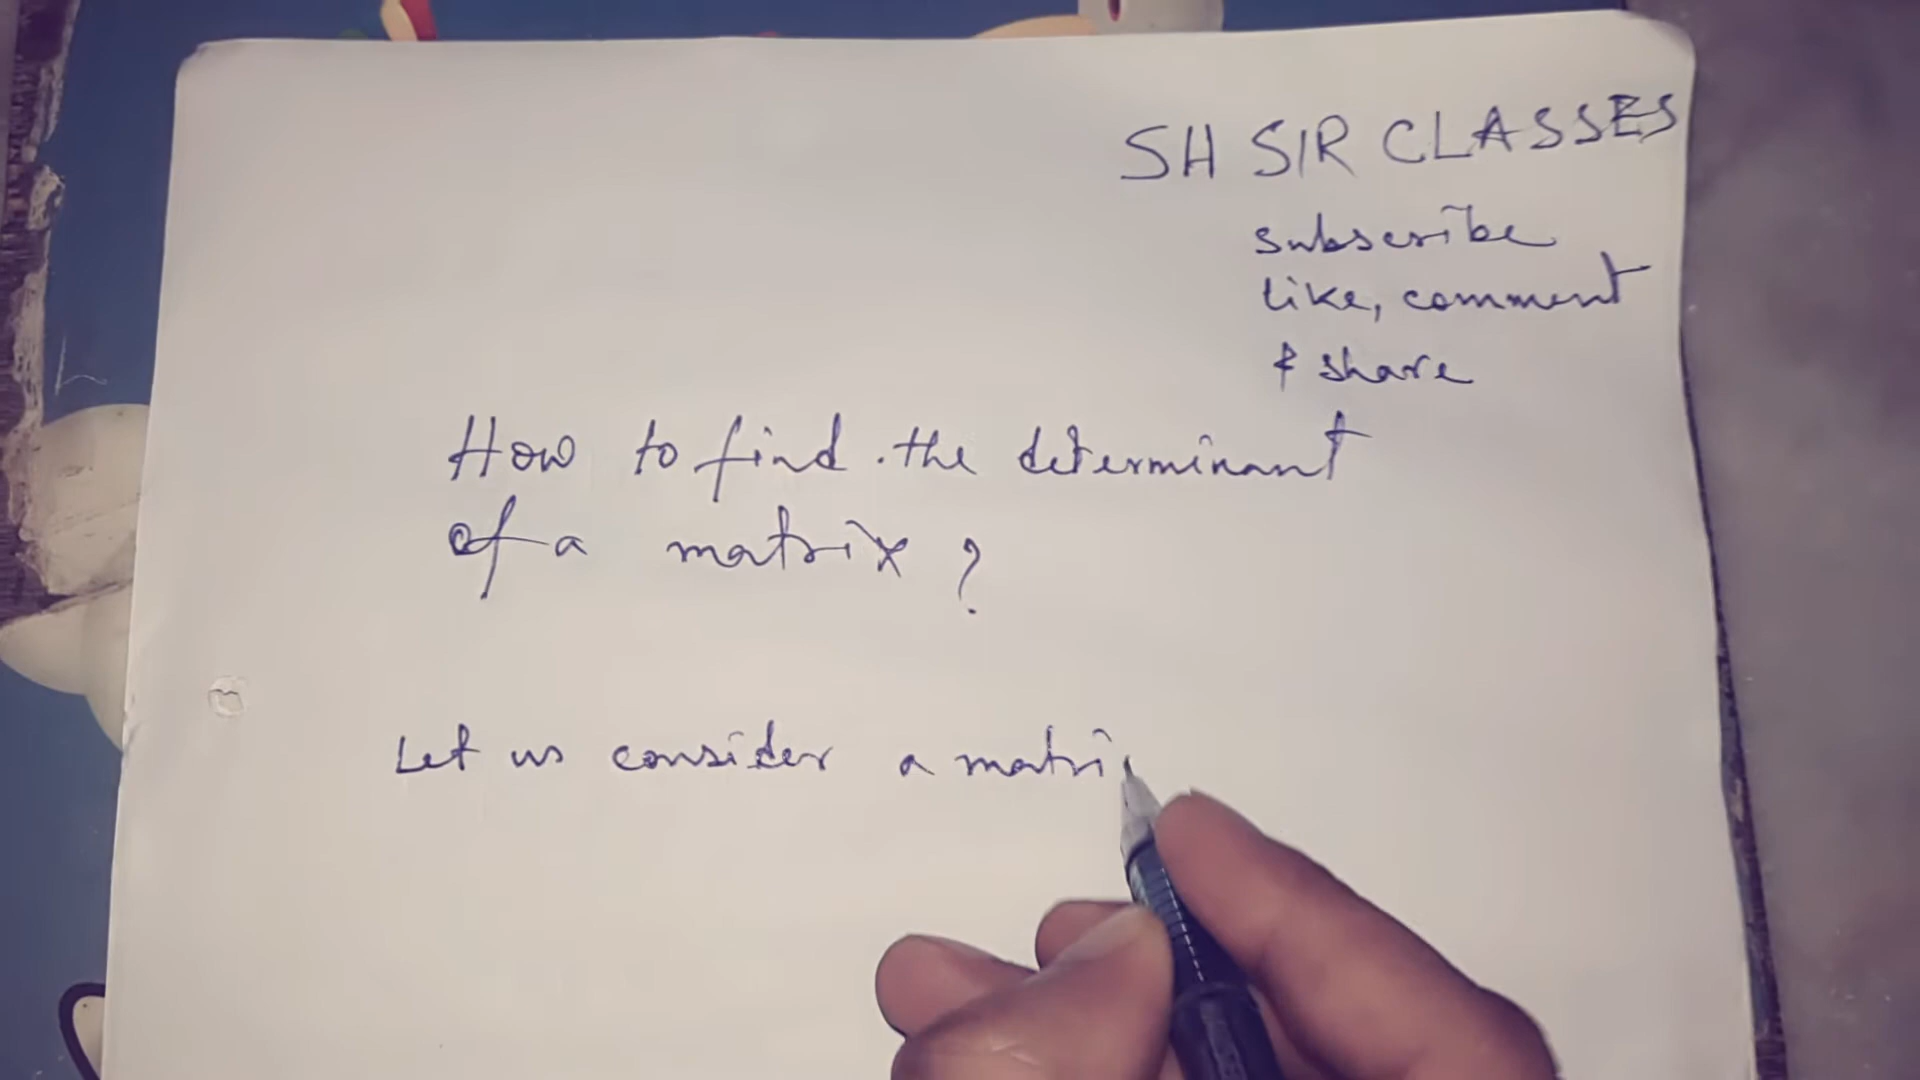 SH SIR CLASSES
subscribe
like, comment
& share
How to find the determinant
of a matrix ?
Let us consider a matri